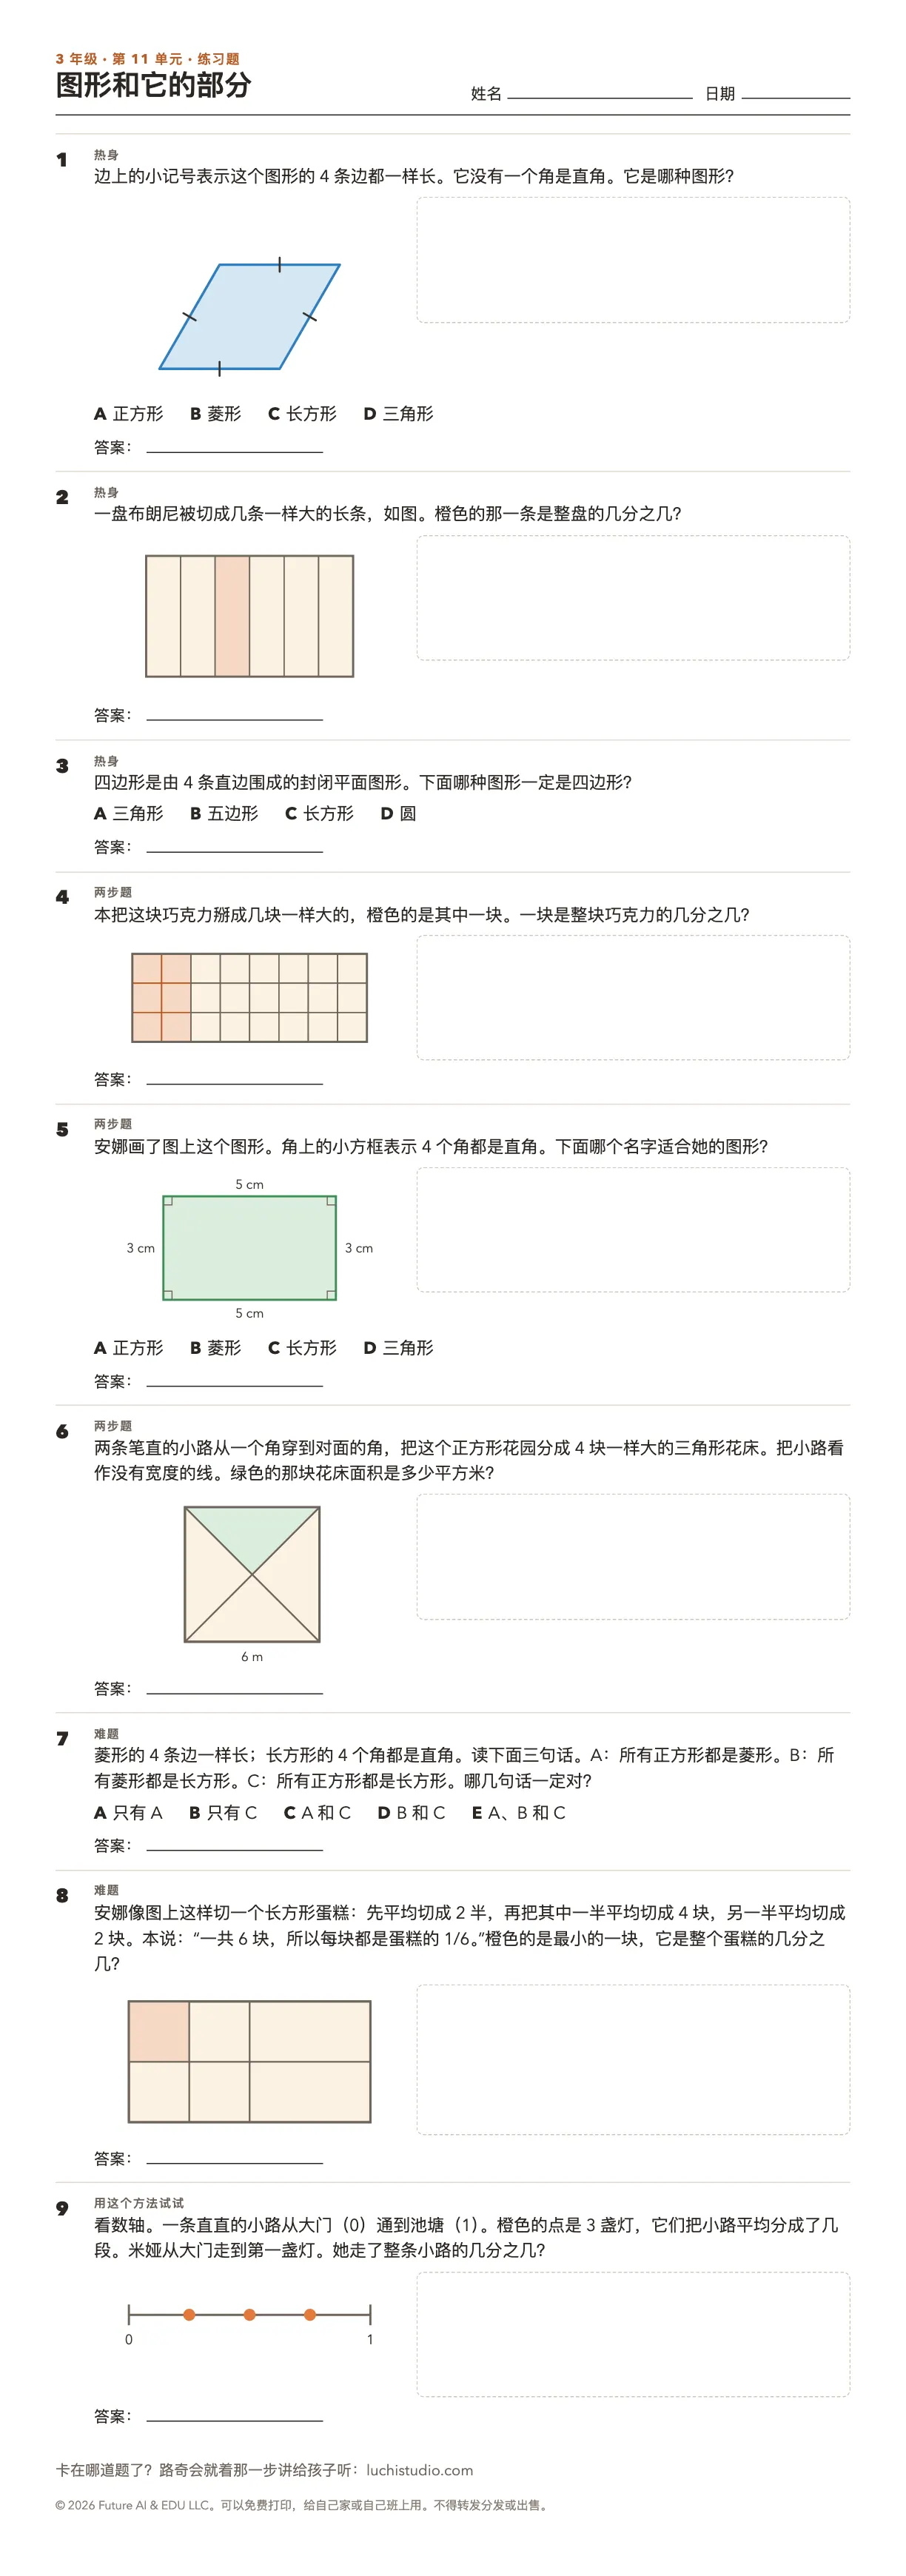 3 年级 · 第 11 单元 · 练习题
图形和它的部分
姓名
日期
1
热身
边上的小记号表示这个图形的 4 条边都一样长。它没有一个角是直角。它是哪种图形?
A 正方形 B 菱形 C 长方形 D 三角形
答案:
2
热身
一盘布朗尼被切成几条一样大的长条，如图。橙色的那一条是整盘的几分之几?
答案:
3
热身
四边形是由 4 条直边围成的封闭平面图形。下面哪种图形一定是四边形?
A 三角形 B 五边形 C 长方形 D 圆
答案:
4
两步题
本把这块巧克力掰成几块一样大的，橙色的是其中一块。一块是整块巧克力的几分之几?
答案:
5
两步题
安娜画了图上这个图形。角上的小方框表示 4 个角都是直角。下面哪个名字适合她的图形?
5 cm
3 cm
3 cm
5 cm
A 正方形 B 菱形 C 长方形 D 三角形
答案:
6
两步题
两条笔直的小路从一个角穿到对面的角，把这个正方形花园分成 4 块一样大的三角形花床。把小路看
作没有宽度的线。绿色的那块花床面积是多少平方米?
6 m
答案:
7
难题
菱形的 4 条边一样长；长方形的 4 个角都是直角。读下面三句话。A：所有正方形都是菱形。B：所
有菱形都是长方形。C：所有正方形都是长方形。哪几句话一定对?
A 只有 A B 只有 C C A 和 C D B 和 C E A、B 和 C
答案:
8
难题
安娜像图上这样切一个长方形蛋糕：先平均切成 2 半，再把其中一半平均切成 4 块，另一半平均切成
2 块。本说：“一共 6 块，所以每块都是蛋糕的 1/6。”橙色的是最小的一块，它是整个蛋糕的几分之
几?
答案:
9
用这个方法试试
看数轴。一条直直的小路从大门（0）通到池塘（1）。橙色的点是 3 盏灯，它们把小路平均分成了几
段。米娅从大门走到第一盏灯。她走了整条小路的几分之几?
0
1
答案:
卡在哪道题了？路奇会就着那一步讲给孩子听：luchistudio.com
© 2026 Future AI & EDU LLC。可以免费打印，给自己家或自己班上用。不得转发分发或出售。